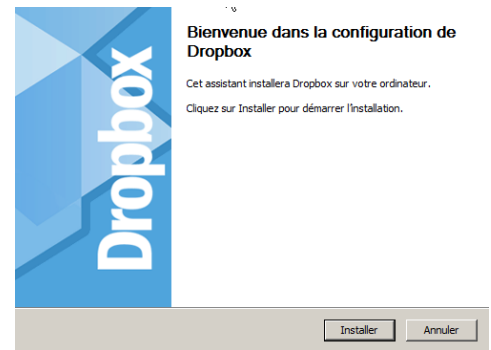 Bienvenue dans la configuration de
Dropbox
Cet assistant installera Dropbox sur votre ordinateur.
Cliquez sur Installer pour démarrer l'installation.
Dropbox
Installer
Annuler